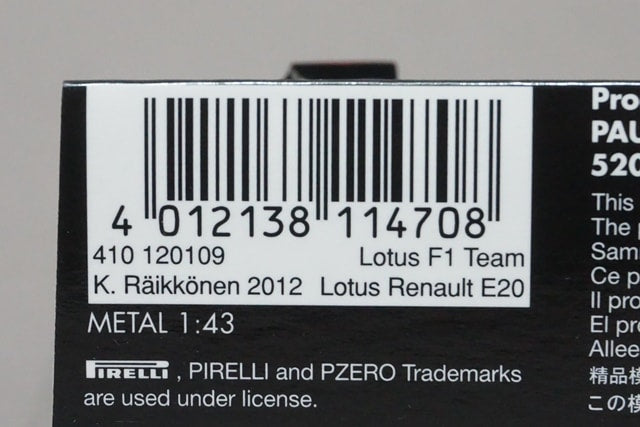 4 012138 114708
410 120109 Lotus F1 Team
K. Räikkönen 2012 Lotus Renault E20
METAL 1:43
PIRELLI , PIRELLI and PZERO Trademarks
are used under license.
Pro
PAU
520
This
The p
Sam
Ce p
Il pro
El pro
Allee
精品模
この模